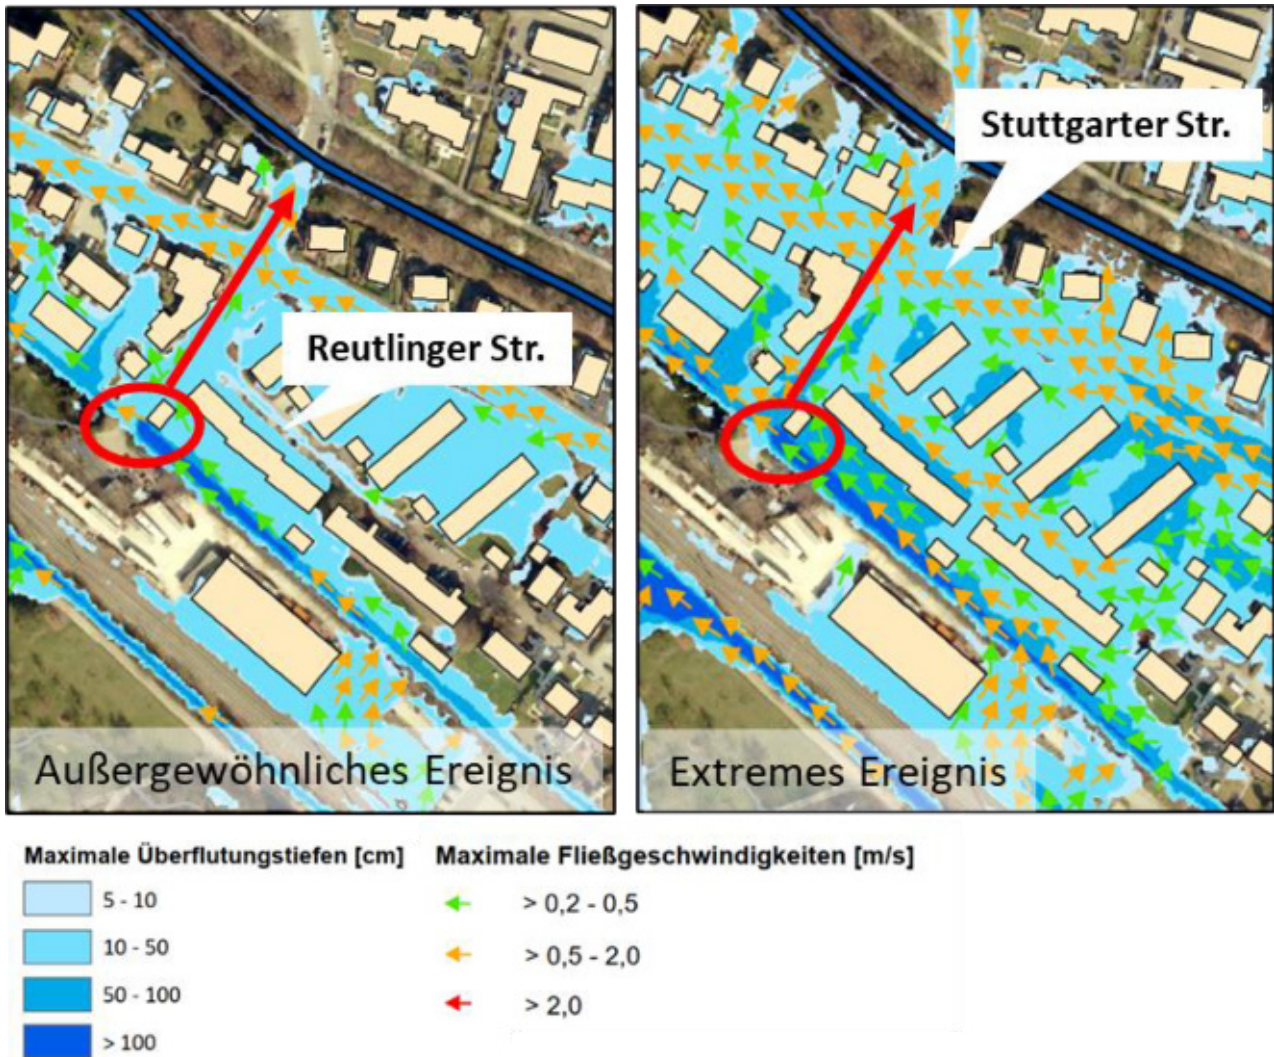 Stuttgarter Str.
Reutlinger Str.
Außergewöhnliches Ereignis
Extremes Ereignis
Maximale Überflutungstiefen [cm]
5 - 10
10 - 50
50 - 100
> 100
Maximale Fließgeschwindigkeiten [m/s]
> 0,2 - 0,5
> 0,5 - 2,0
> 2,0